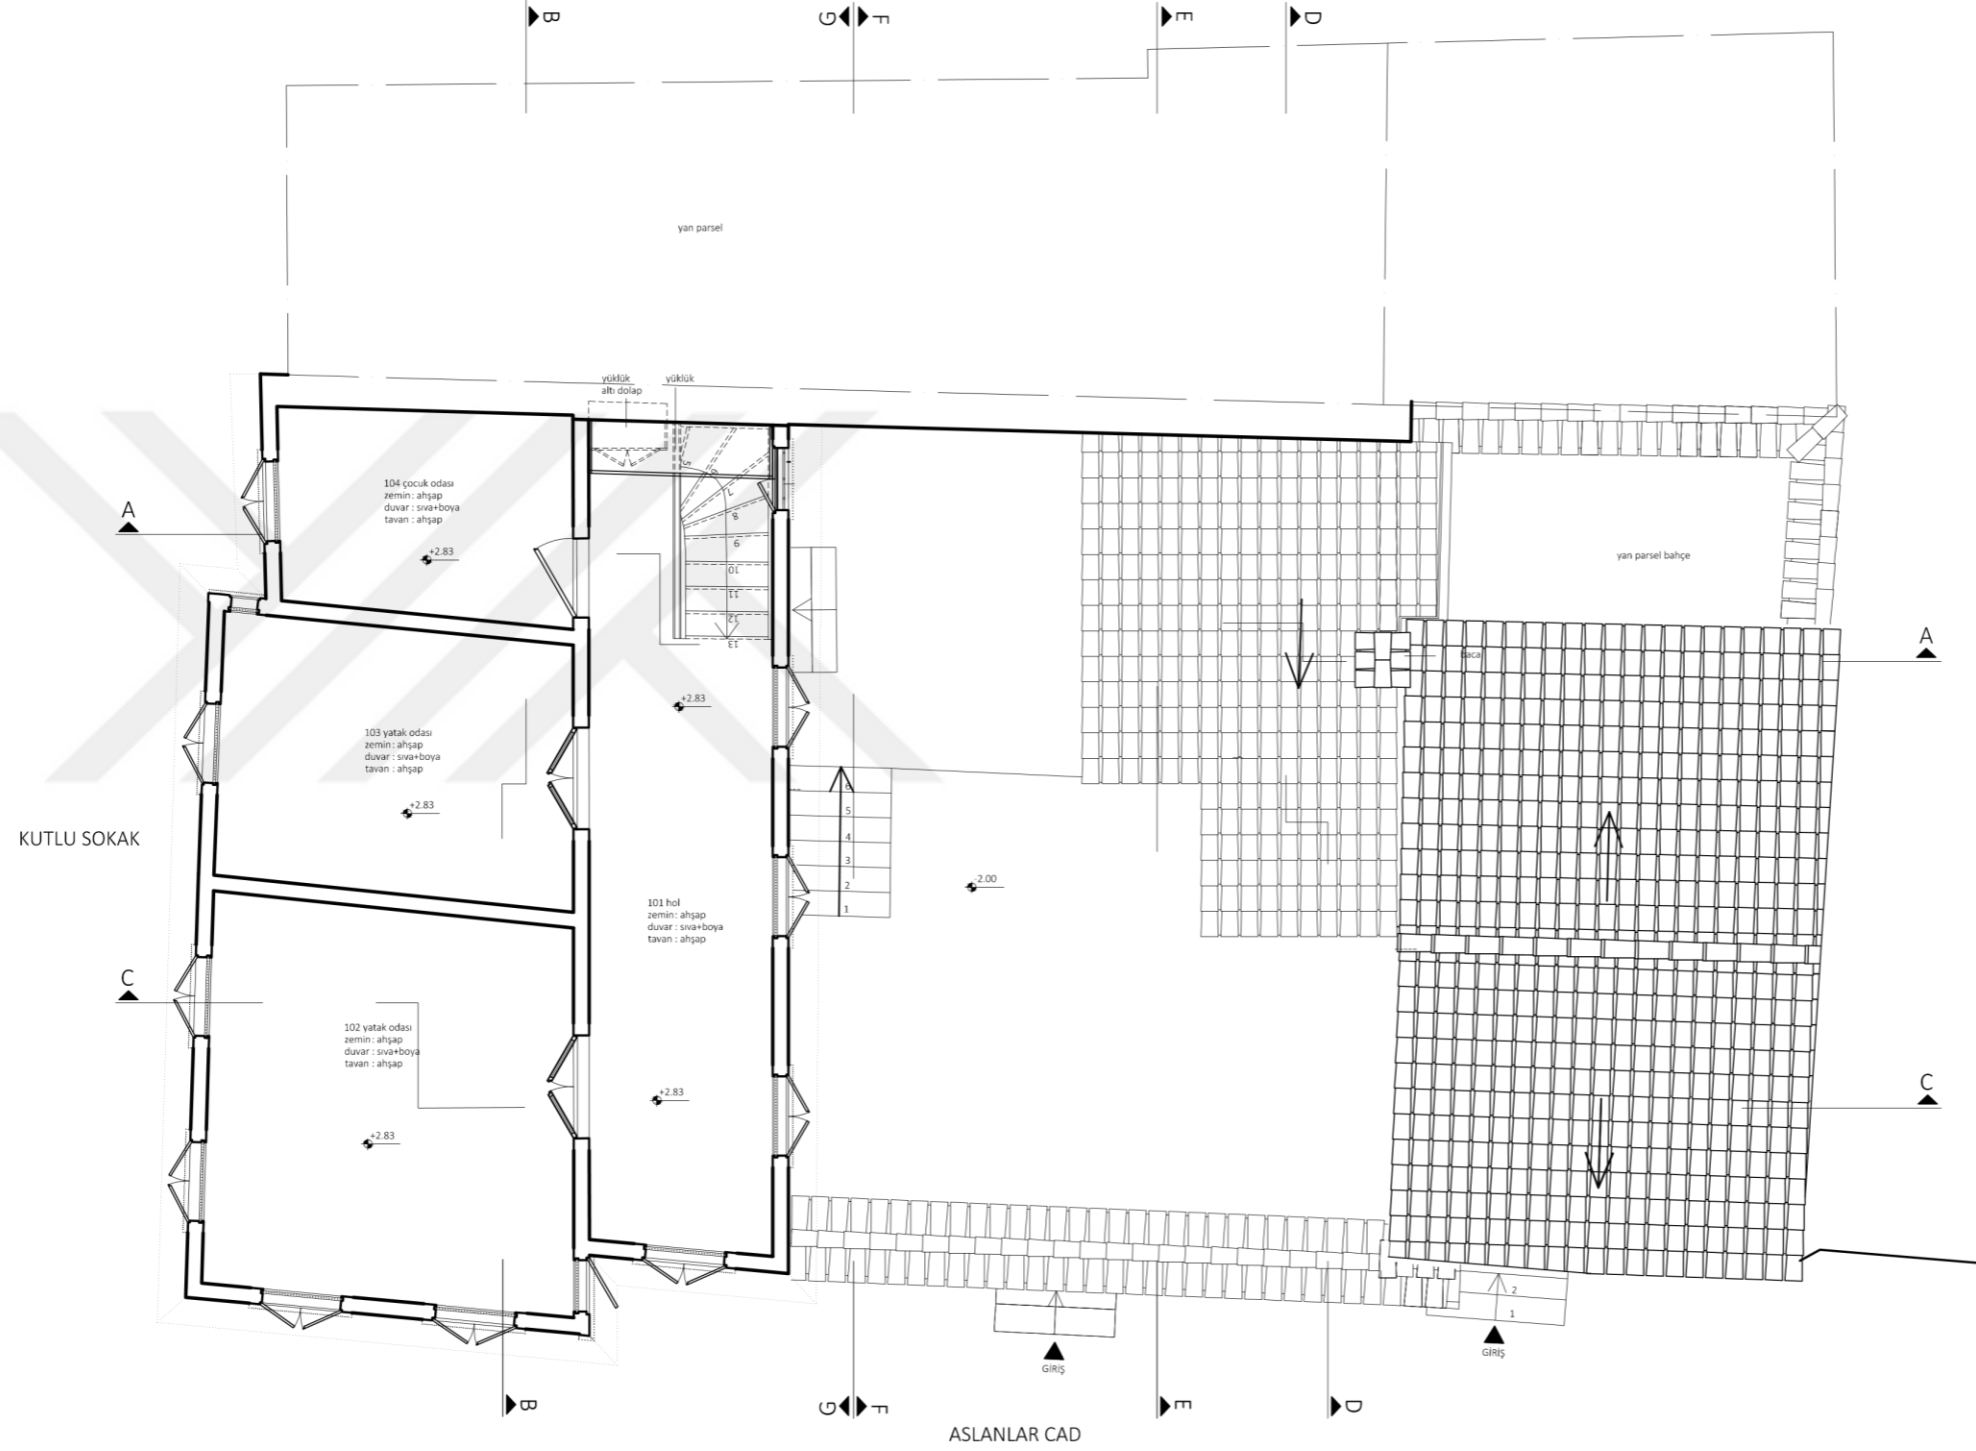 B
G
F
E
D
yan parsel
yüklük
altı dolap
yüklük
104 çocuk odası
zemin : ahşap
duvar : sıva+boya
tavan : ahşap
+2.83
A
5
6
7
8
9
10
11
12
13
yan parsel bahçe
baca
A
+2.83
103 yatak odası
zemin : ahşap
duvar : sıva+boya
tavan : ahşap
+2.83
KUTLU SOKAK
6
5
4
3
2
1
-2.00
101 hol
zemin : ahşap
duvar : sıva+boya
tavan : ahşap
C
102 yatak odası
zemin : ahşap
duvar : sıva+boya
tavan : ahşap
+2.83
+2.83
C
2
1
GİRİŞ
GİRİŞ
B
G
F
E
D
ASLANLAR CAD